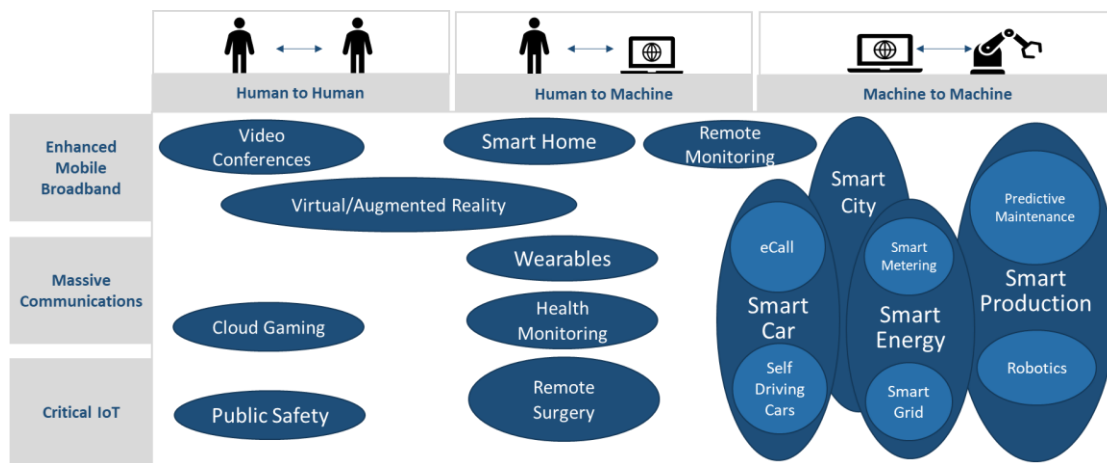 Human to Human
Human to Machine
Machine to Machine
Enhanced
Mobile
Broadband
Video
Conferences
Smart Home
Remote
Monitoring
Virtual/Augmented Reality
Smart
City
Predictive
Maintenance
eCall
Smart
Metering
Massive
Communications
Wearables
Cloud Gaming
Health
Monitoring
Smart
Car
Smart
Energy
Smart
Production
Critical IoT
Public Safety
Remote
Surgery
Self
Driving
Cars
Smart
Grid
Robotics